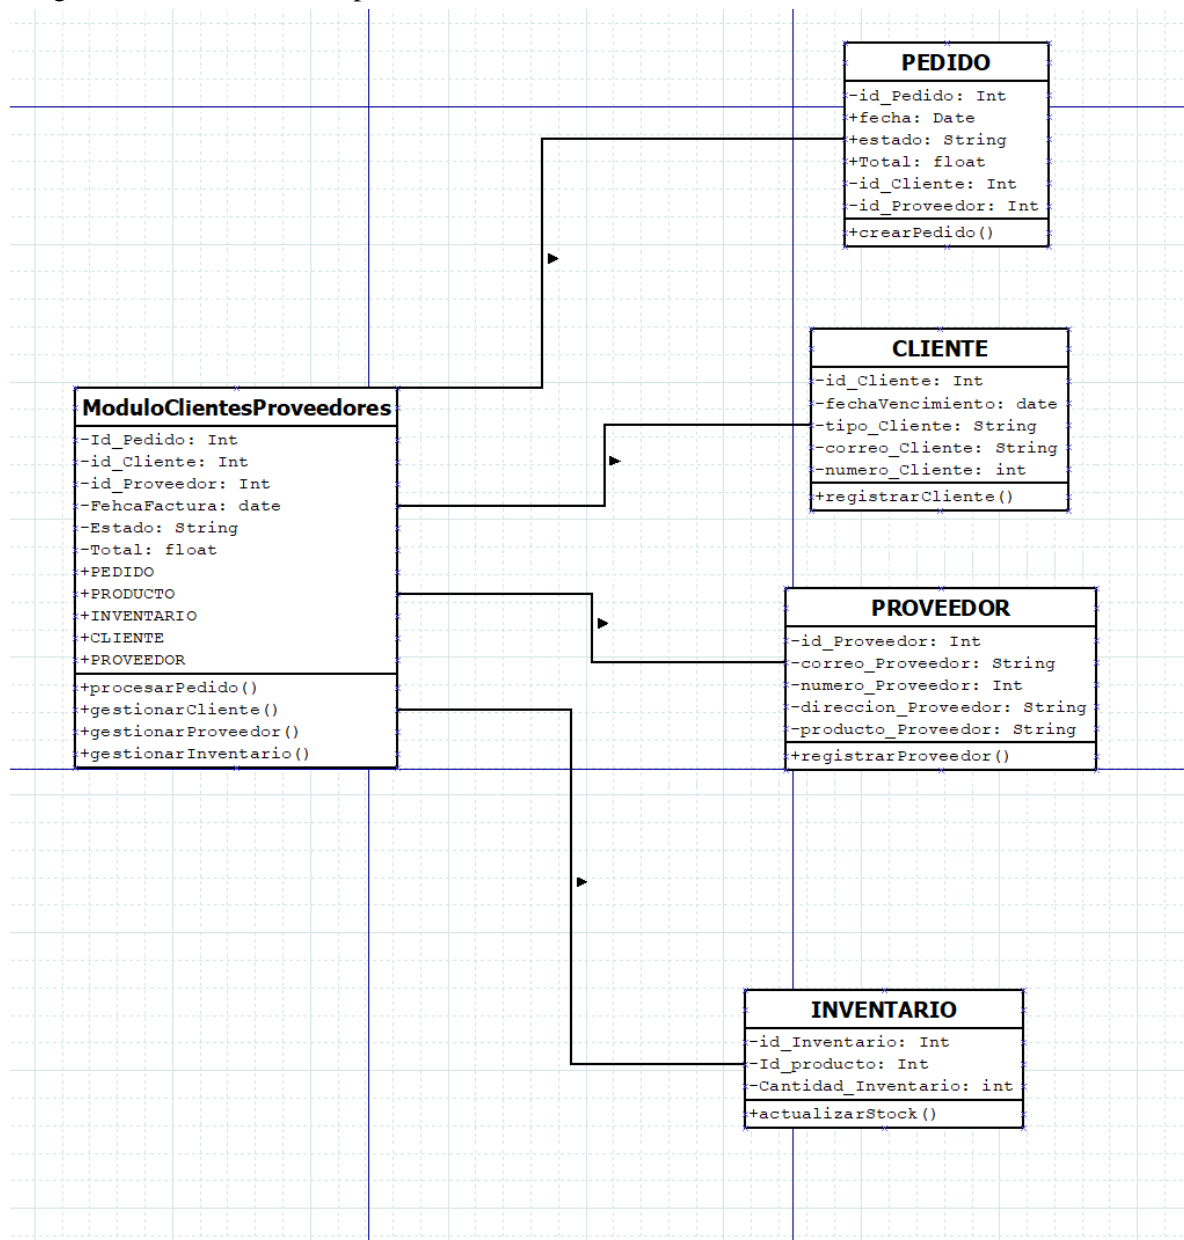 PEDIDO
-id_Pedido: Int
+fecha: Date
+estado: String
+Total: float
-id_Cliente: Int
-id_Proveedor: Int
+crearPedido()
CLIENTE
-id_Cliente: Int
-fechaVencimiento: date
-tipo_Cliente: String
-correo_Cliente: String
-numero_Cliente: int
+registrarCliente()
ModuloClientesProveedores
-Id_Pedido: Int
-id_Cliente: Int
-id_Proveedor: Int
-FehcaFactura: date
-Estado: String
-Total: float
+PEDIDO
+PRODUCTO
+INVENTARIO
+CLIENTE
+PROVEEDOR
+procesarPedido()
+gestionarCliente()
+gestionarProveedor()
+gestionarInventario()
PROVEEDOR
-id_Proveedor: Int
-correo_Proveedor: String
-numero_Proveedor: Int
-direccion_Proveedor: String
-producto_Proveedor: String
+registrarProveedor()
INVENTARIO
-id_Inventario: Int
-Id_producto: Int
-Cantidad_Inventario: int
+actualizarStock()